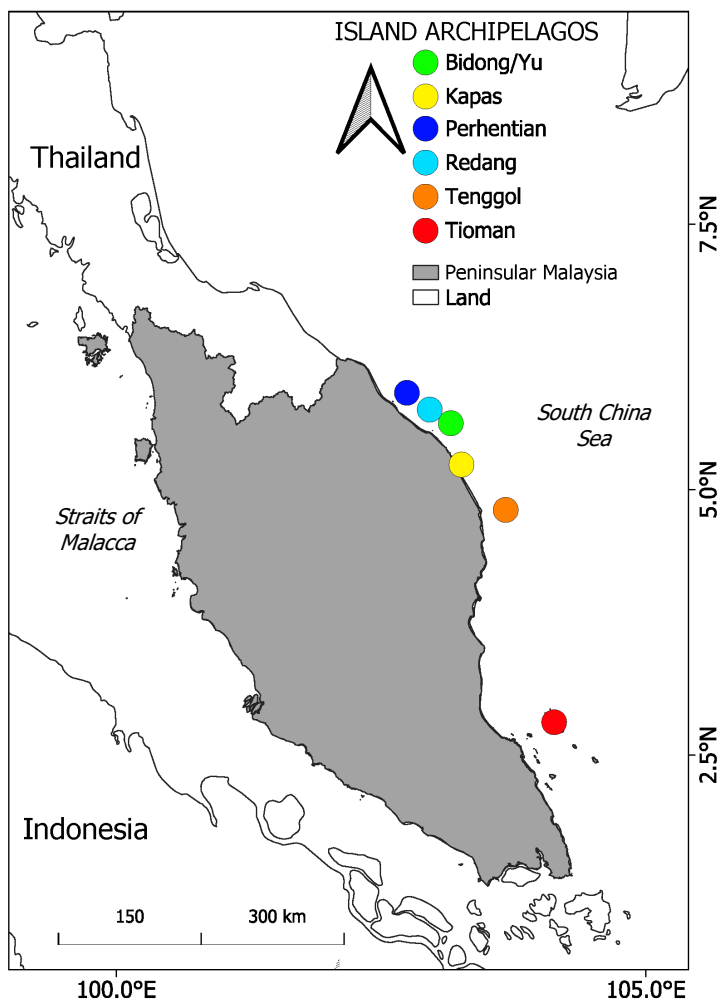 ISLAND ARCHIPELAGOS
Bidong/Yu
Kapas
Perhentian
Redang
Tenggol
Tioman
Peninsular Malaysia
Land
Thailand
7.5°N
South China
Sea
5.0°N
Straits of
Malacca
2.5°N
Indonesia
150
300 km
100.0°E
105.0°E